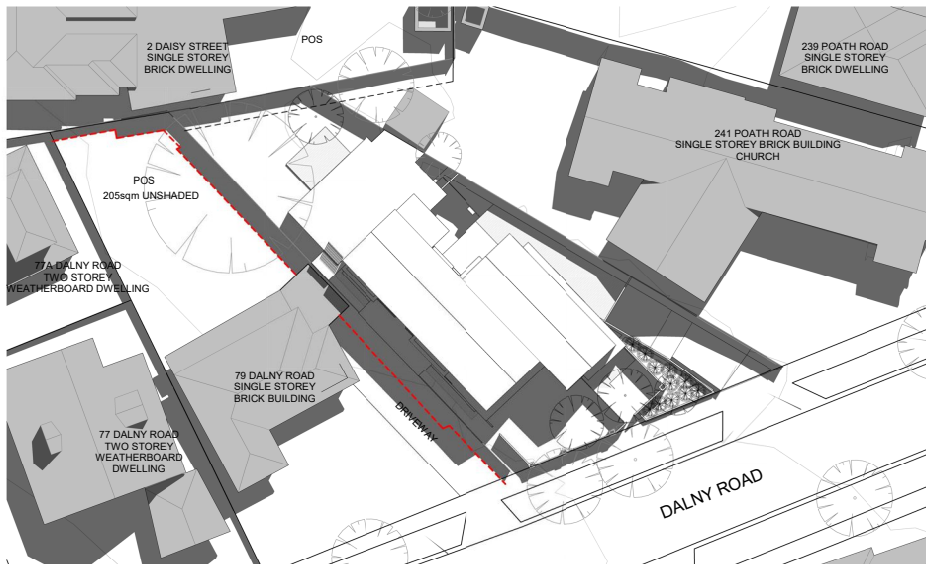 2 DAISY STREET
SINGLE STOREY
BRICK DWELLING
POS
239 POATH ROAD
SINGLE STOREY
BRICK DWELLING
241 POATH ROAD
SINGLE STOREY BRICK BUILDING
CHURCH
POS
205sqm UNSHADED
77A DALNY ROAD
TWO STOREY
WEATHERBOARD DWELLING
79 DALNY ROAD
SINGLE STOREY
BRICK BUILDING
DRIVEWAY
77 DALNY ROAD
TWO STOREY
WEATHERBOARD
DWELLING
DALNY ROAD